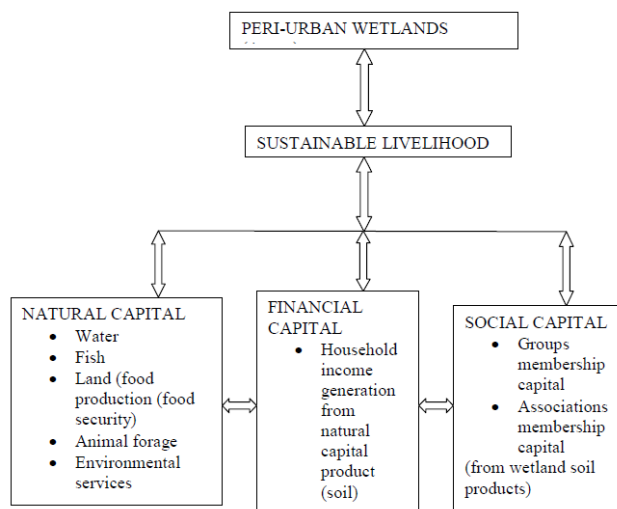 PERI-URBAN WETLANDS
SUSTAINABLE LIVELIHOOD
NATURAL CAPITAL
• Water
• Fish
• Land (food
production (food
security)
• Animal forage
• Environmental
services
FINANCIAL
CAPITAL
• Household
income
generation
from
natural
capital
product
(soil)
SOCIAL CAPITAL
• Groups
membership
capital
• Associations
membership
capital
(from wetland soil
products)